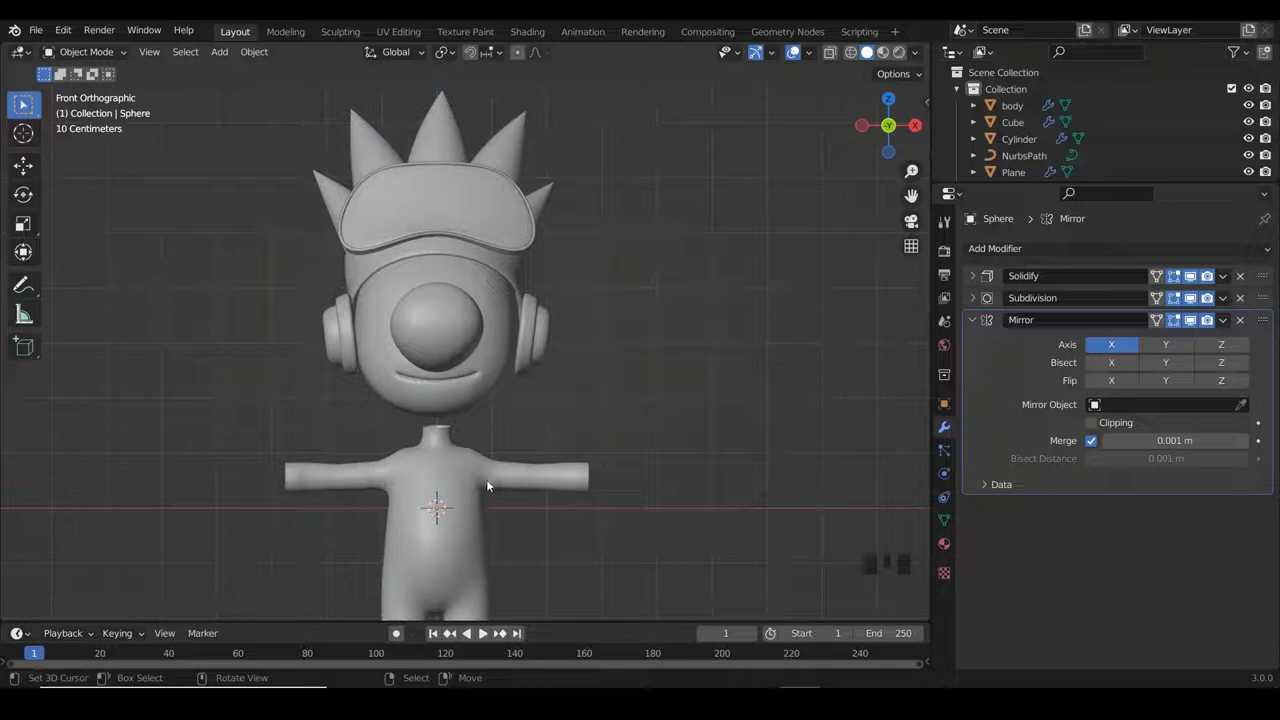 File Edit Render Window Help Layout Modeling Sculpting UV Editing Texture Paint Shading Animation Rendering Compositing Geometry Nodes Scripting + Scene ViewLayer
Object Mode View Select Add Object Global
Options
Front Orthographic
(1) Collection | Sphere
10 Centimeters
Z
-Y
X
Scene Collection
Collection
body
Cube
Cylinder
NurbsPath
Plane
Sphere Mirror
Add Modifier
Solidify
Subdivision
Mirror
Axis X Y Z
Bisect X Y Z
Flip X Y Z
Mirror Object
Clipping
Merge 0.001 m
Bisect Distance 0.001 m
Data
Playback Keying View Marker 1 Start 1 End 250
1 20 40 60 80 100 120 140 160 180 200 220 240
Set 3D Cursor Box Select Rotate View Select Move 3.0.0